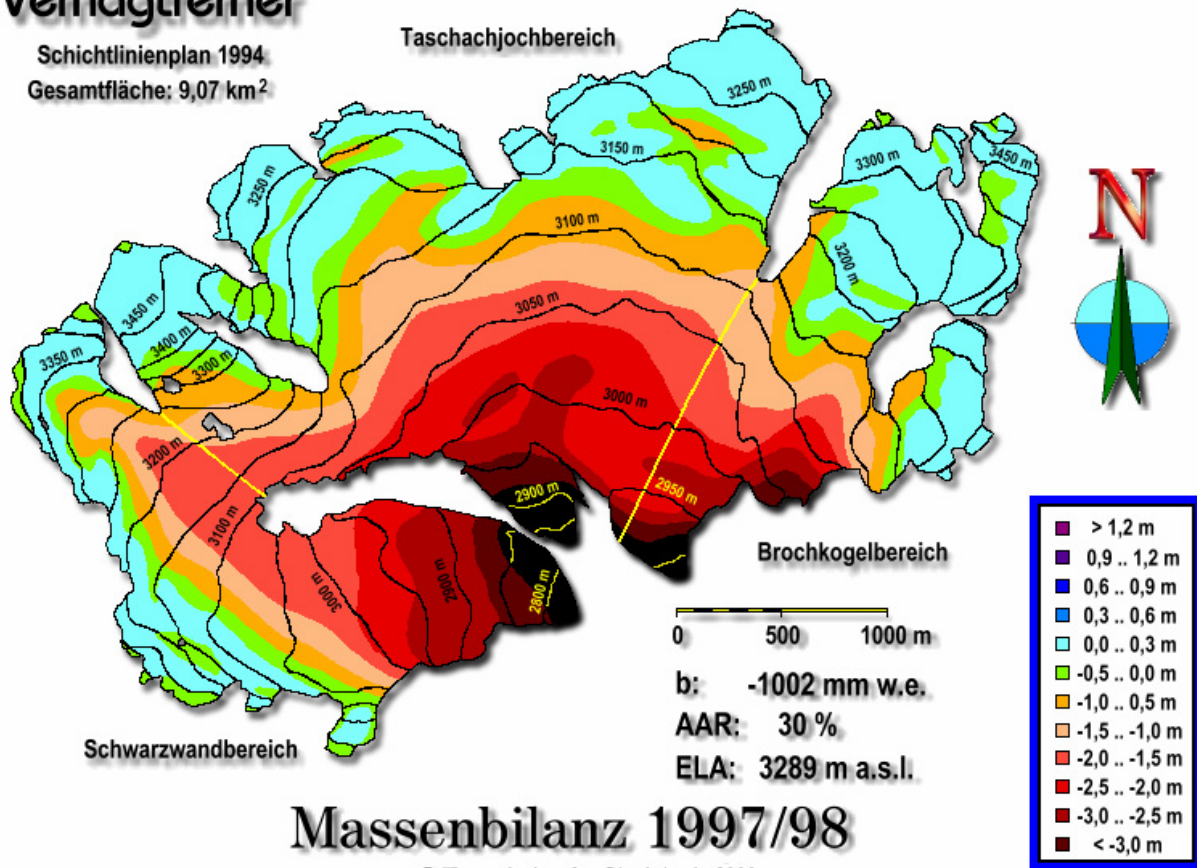 Vernagtferner
Schichtlinienplan 1994
Gesamtfläche: 9,07 km²
Taschachjochbereich
3250 m
3150 m
3300 m
3450 m
3250 m
3100 m
3200 m
3050 m
3450 m
3400 m
3300 m
3350 m
3000 m
3200 m
2900 m
2950 m
3100 m
3000 m
2900 m
2800 m
Brochkogelbereich
0 500 1000 m
b: -1002 mm w.e.
AAR: 30 %
ELA: 3289 m a.s.l.
Schwarzwandbereich
N
> 1,2 m
0,9 .. 1,2 m
0,6 .. 0,9 m
0,3 .. 0,6 m
0,0 .. 0,3 m
-0,5 .. 0,0 m
-1,0 .. 0,5 m
-1,5 .. -1,0 m
-2,0 .. -1,5 m
-2,5 .. -2,0 m
-3,0 .. -2,5 m
< -3,0 m
Massenbilanz 1997/98